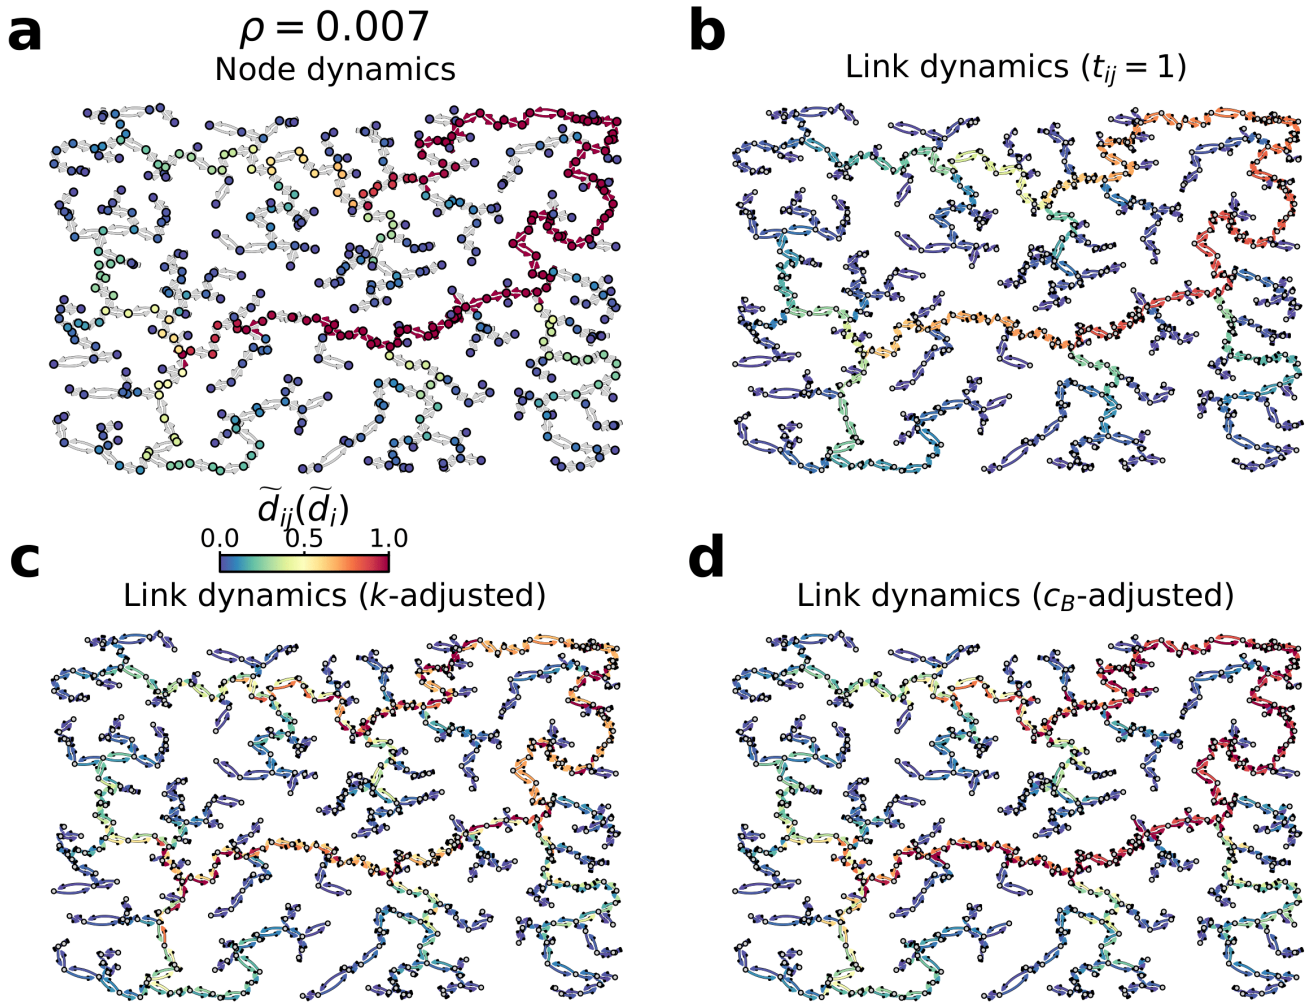 a
ρ = 0.007
Node dynamics
b
Link dynamics (t_ij = 1)
d̃_ij(d̃_i)
0.0 0.5 1.0
c
Link dynamics (k-adjusted)
d
Link dynamics (c_B-adjusted)